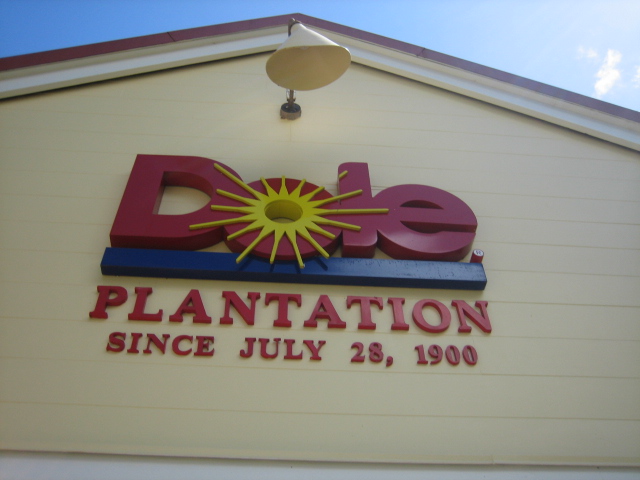 Dole®
PLANTATION
SINCE JULY 28, 1900